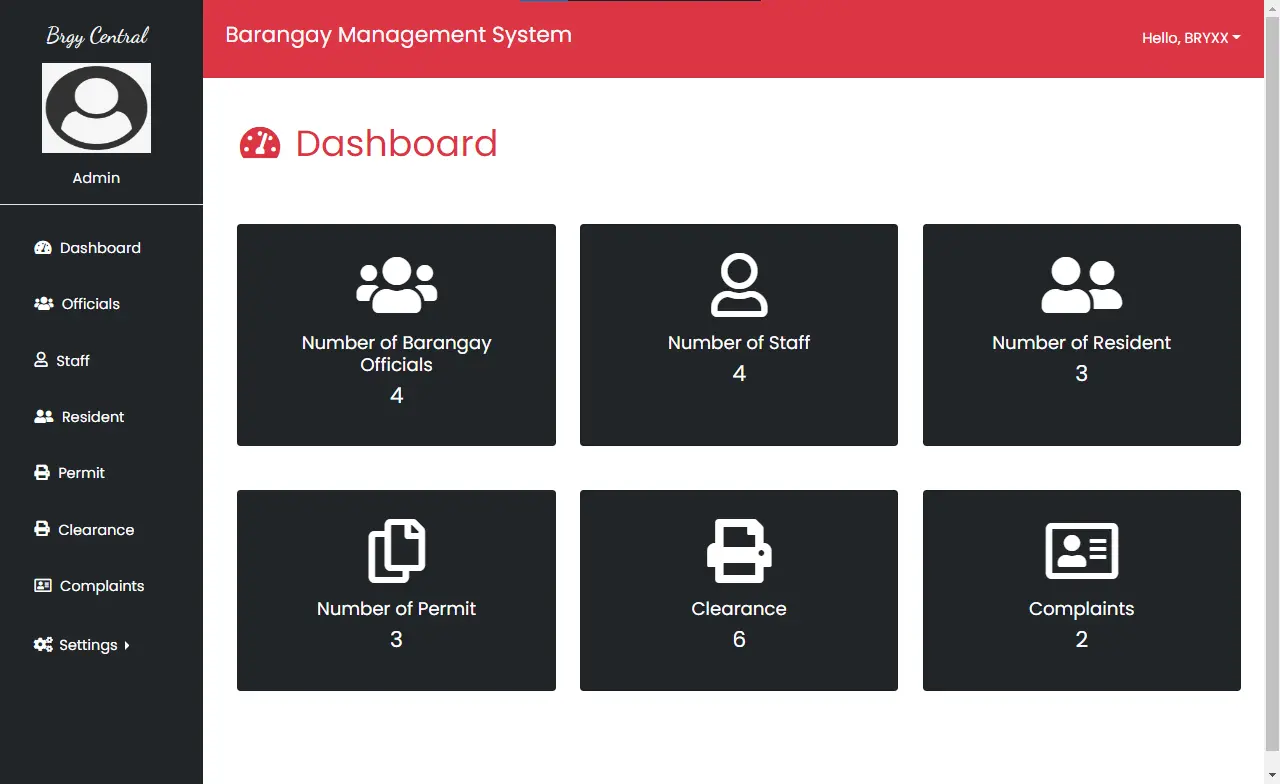 Brgy Central
Admin
Dashboard
Officials
Staff
Resident
Permit
Clearance
Complaints
Settings
Barangay Management System
Hello, BRYXX
Dashboard
Number of Barangay
Officials
4
Number of Staff
4
Number of Resident
3
Number of Permit
3
Clearance
6
Complaints
2